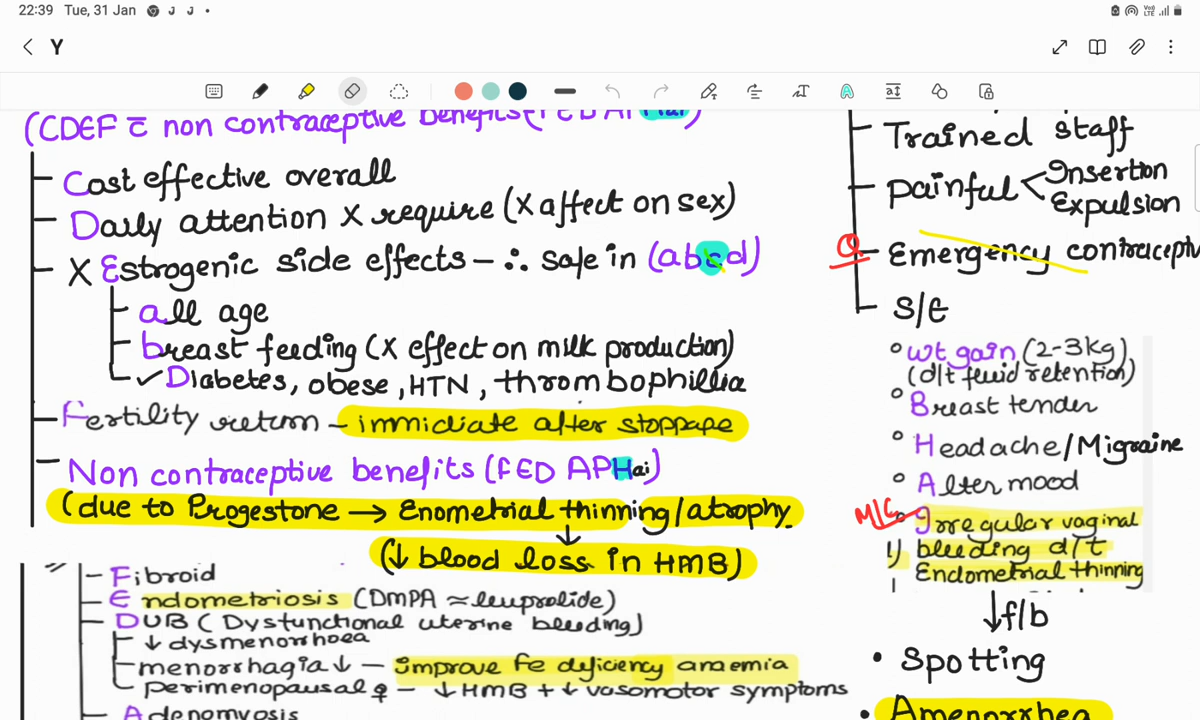 22:39 Tue, 31 Jan
Y
(CDEF c̄ non contraceptive benefits(FED APHai)
Cost effective overall
Daily attention X require (X affect on sex)
X Estrogenic side effects – ∴ safe in (abcd)
all age
breast feeding (X effect on milk production)
✓ Diabetes, obese, HTN, thrombophillia
Fertility return – immidiate after stoppape
Non contraceptive benefits (FED APHai)
(due to Progestone → Enometrial thinning/atrophy
↓
(↓ blood loss in HMB)
Fibroid
Endometriosis (DMPA ≈ leuprolide)
DUB (Dysfunctional uterine bleeding)
↓ dysmenorrhoea
menorrhagia ↓ – improve Fe deficiency anaemia
perimenopausal ♀ – ↓ HMB + ↓ vasomotor symptoms
Adenomyosis
Trained staff
painful < Insertion
Expulsion
Q Emergency contracepti
S/E
wt gain (2-3kg)
(d/t fluid retention)
Breast tender
Headache/Migraine
Alter mood
M/C Irregular vaginal
1) bleeding d/t
Endometrial thinning
↓ f/b
• Spotting
• Amenorrhea